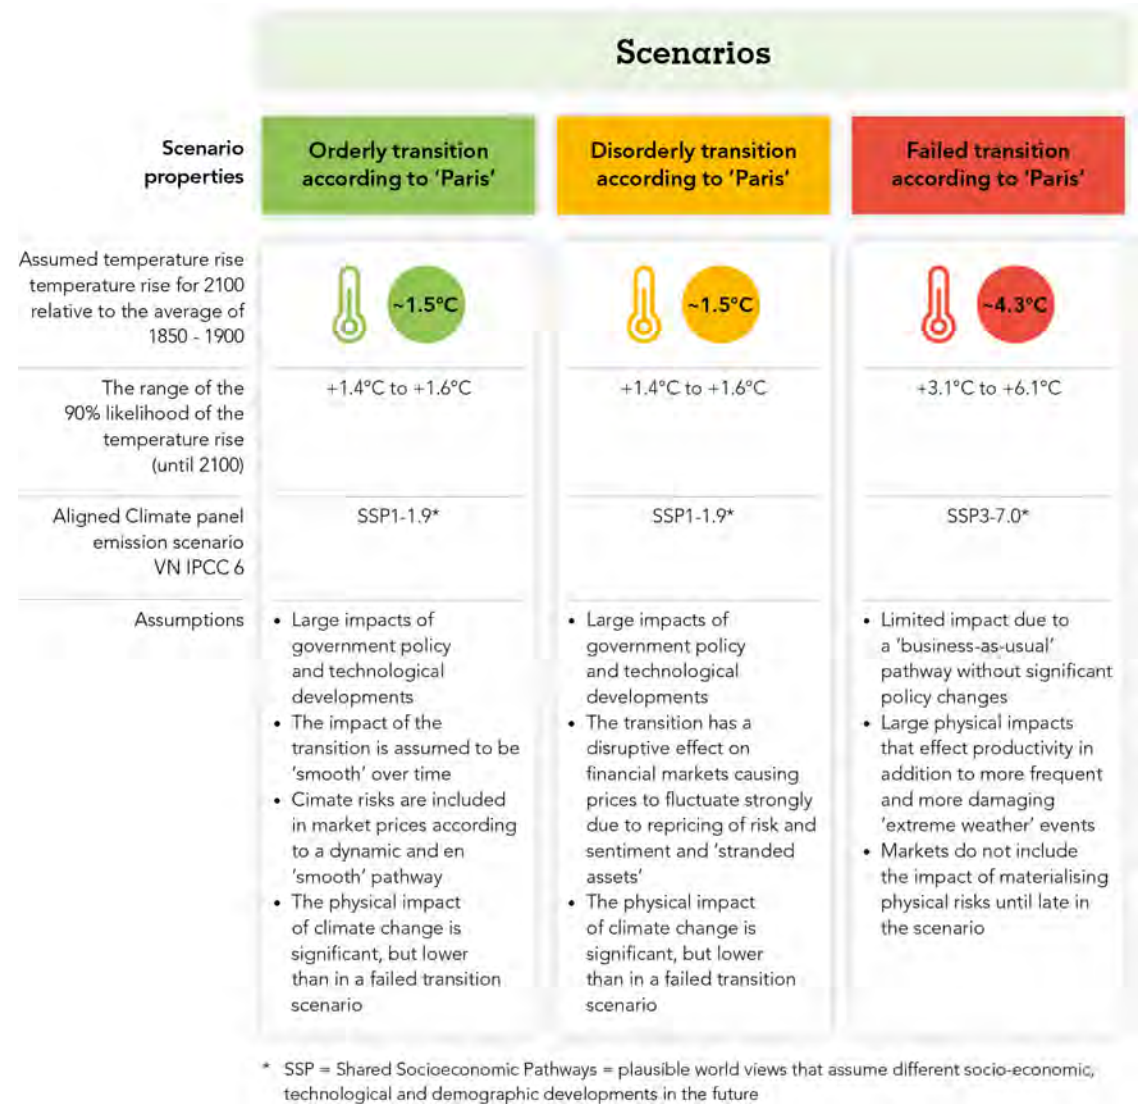 Scenarios
Scenario
properties
Orderly transition
according to 'Paris'
Disorderly transition
according to 'Paris'
Failed transition
according to 'Paris'
Assumed temperature rise
temperature rise for 2100
relative to the average of
1850 - 1900
~1.5°C
~1.5°C
~4.3°C
The range of the
90% likelihood of the
temperature rise
(until 2100)
+1.4°C to +1.6°C
+1.4°C to +1.6°C
+3.1°C to +6.1°C
Aligned Climate panel
emission scenario
VN IPCC 6
SSP1-1.9*
SSP1-1.9*
SSP3-7.0*
Assumptions
• Large impacts of
government policy
and technological
developments
• The impact of the
transition is assumed to be
'smooth' over time
• Cimate risks are included
in market prices according
to a dynamic and en
'smooth' pathway
• The physical impact
of climate change is
significant, but lower
than in a failed transition
scenario
• Large impacts of
government policy
and technological
developments
• The transition has a
disruptive effect on
financial markets causing
prices to fluctuate strongly
due to repricing of risk and
sentiment and 'stranded
assets'
• The physical impact
of climate change is
significant, but lower
than in a failed transition
scenario
• Limited impact due to
a 'business-as-usual'
pathway without significant
policy changes
• Large physical impacts
that effect productivity in
addition to more frequent
and more damaging
'extreme weather' events
• Markets do not include
the impact of materialising
physical risks until late in
the scenario
* SSP = Shared Socioeconomic Pathways = plausible world views that assume different socio-economic,
technological and demographic developments in the future